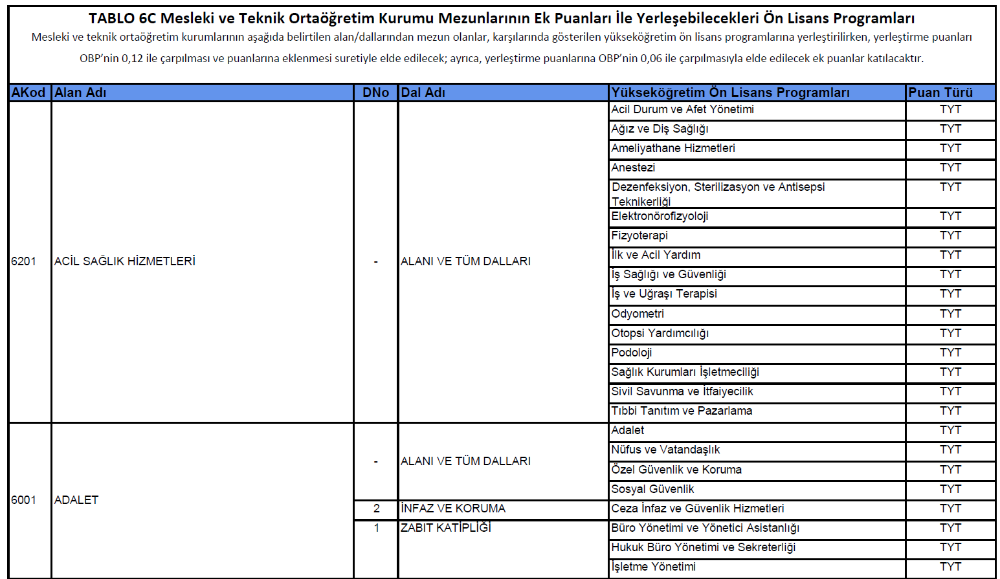 TABLO 6C Mesleki ve Teknik Ortaöğretim Kurumu Mezunlarının Ek Puanları İle Yerleşebilecekleri Ön Lisans Programları
Mesleki ve teknik ortaöğretim kurumlarının aşağıda belirtilen alan/dallarından mezun olanlar, karşılarında gösterilen yükseköğretim ön lisans programlarına yerleştirilirken, yerleştirme puanları
OBP’nin 0,12 ile çarpılması ve puanlarına eklenmesi suretiyle elde edilecek; ayrıca, yerleştirme puanlarına OBP’nin 0,06 ile çarpılmasıyla elde edilecek ek puanlar katılacaktır.
AKod Alan Adı DNo Dal Adı Yükseköğretim Ön Lisans Programları Puan Türü
Acil Durum ve Afet Yönetimi TYT
Ağız ve Diş Sağlığı TYT
Ameliyathane Hizmetleri TYT
Anestezi TYT
Dezenfeksiyon, Sterilizasyon ve Antisepsi TYT
Teknikerliği
Elektronörofizyoloji TYT
Fizyoterapi TYT
İlk ve Acil Yardım TYT
6201 ACİL SAĞLIK HİZMETLERİ - ALANI VE TÜM DALLARI
İş Sağlığı ve Güvenliği TYT
İş ve Uğraşı Terapisi TYT
Odyometri TYT
Otopsi Yardımcılığı TYT
Podoloji TYT
Sağlık Kurumları İşletmeciliği TYT
Sivil Savunma ve İtfaiyecilik TYT
Tıbbi Tanıtım ve Pazarlama TYT
Adalet TYT
Nüfus ve Vatandaşlık TYT
- ALANI VE TÜM DALLARI
Özel Güvenlik ve Koruma TYT
Sosyal Güvenlik TYT
6001 ADALET
2 İNFAZ VE KORUMA Ceza İnfaz ve Güvenlik Hizmetleri TYT
1 ZABIT KATİPLİĞİ Büro Yönetimi ve Yönetici Asistanlığı TYT
Hukuk Büro Yönetimi ve Sekreterliği TYT
İşletme Yönetimi TYT